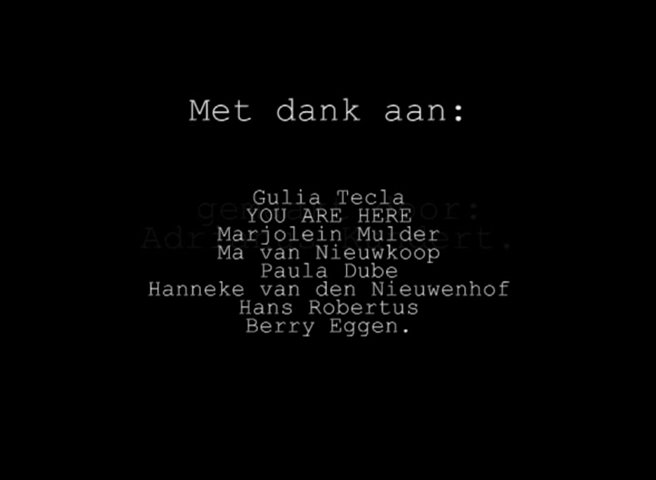 Met dank aan:
Gulia Tecla
YOU ARE HERE
Marjolein Mulder
Ma van Nieuwkoop
Paula Dube
Hanneke van den Nieuwenhof
Hans Robertus
Berry Eggen.